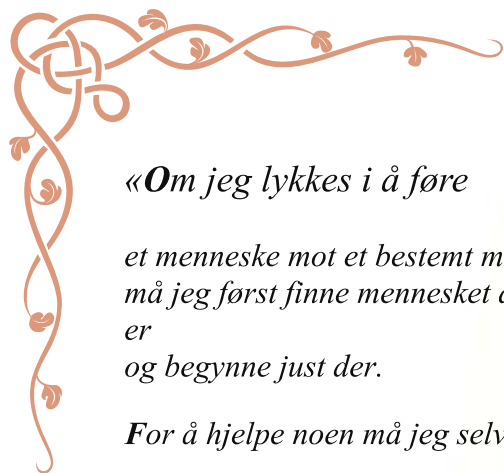 «Om jeg lykkes i å føre
et menneske mot et bestemt
må jeg først finne mennesket
er
og begynne just der.
For å hjelpe noen må jeg selv